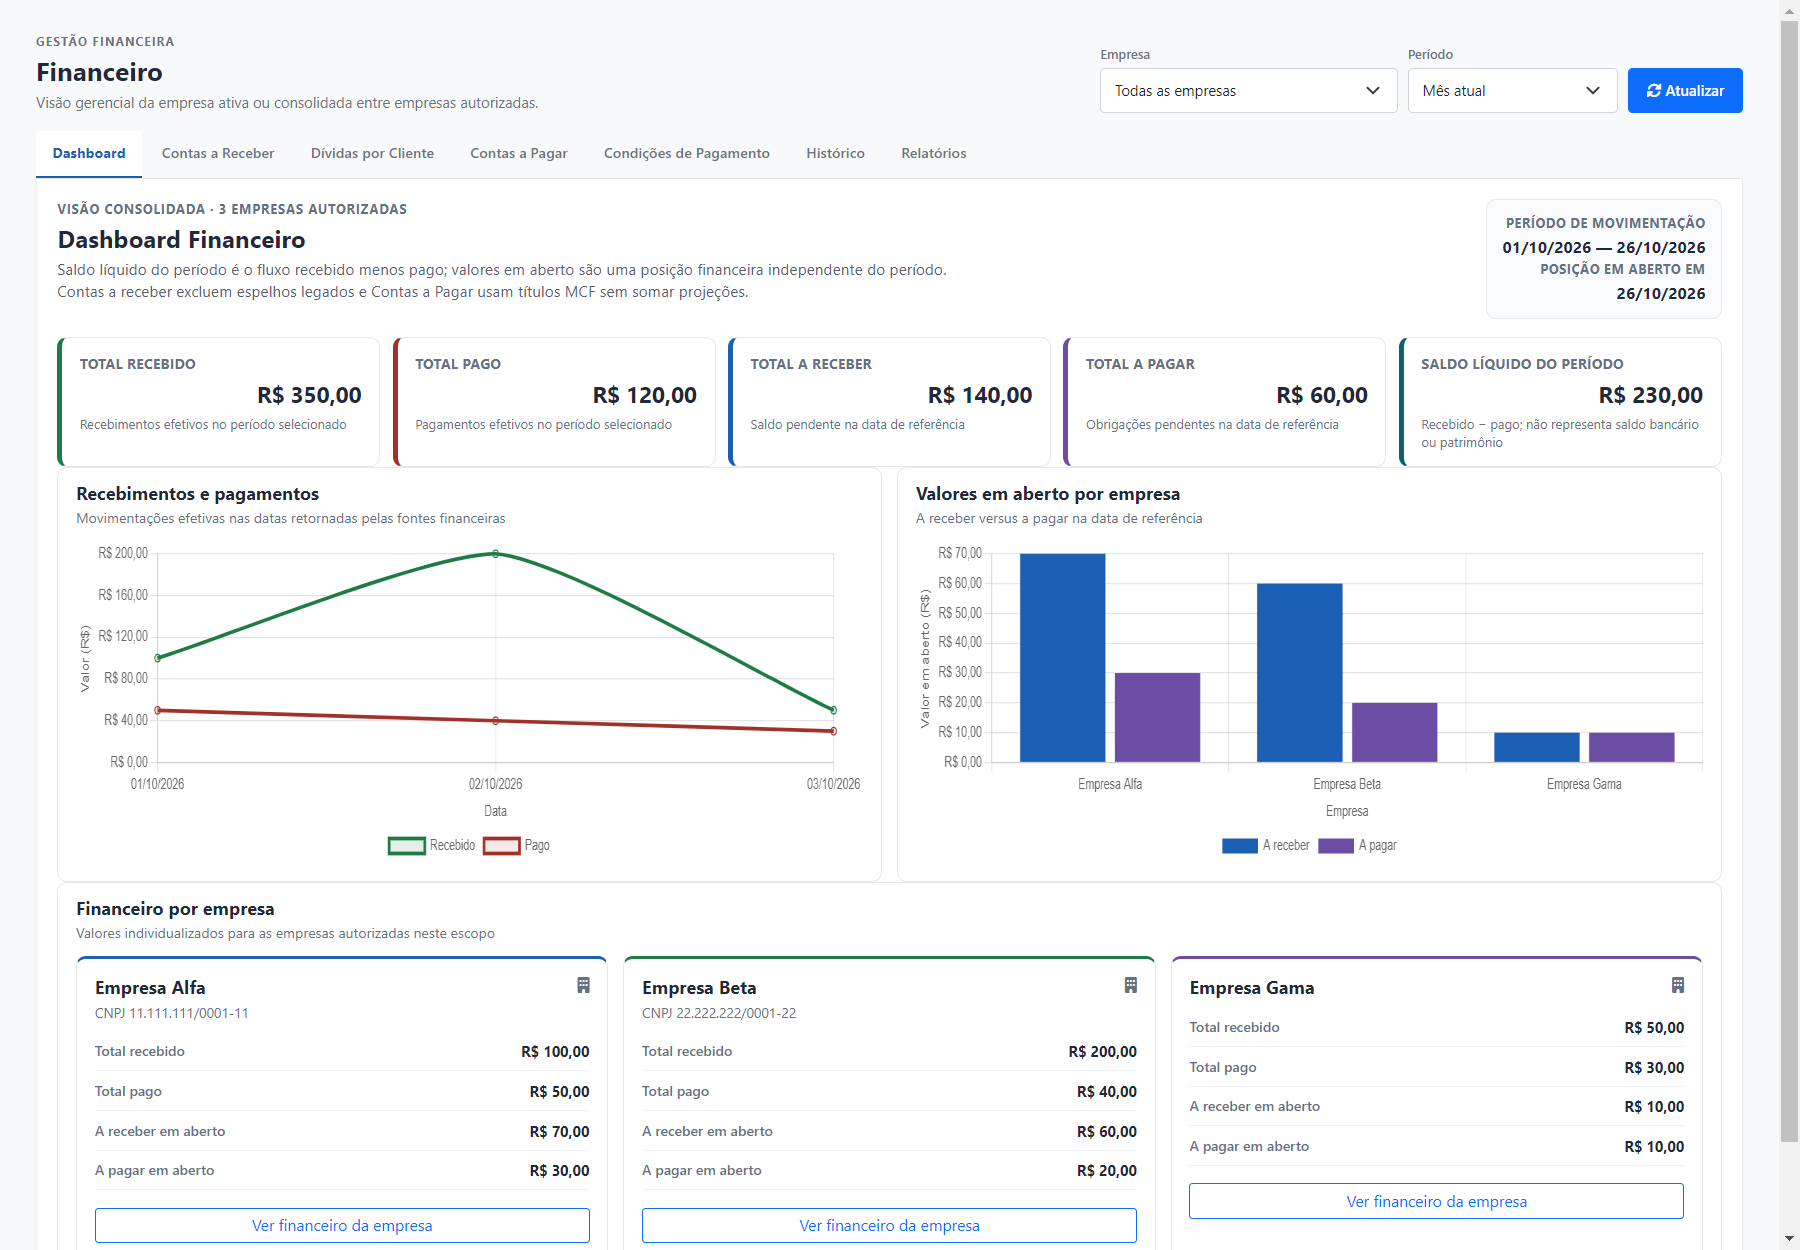 GESTÃO FINANCEIRA
Financeiro
Visão gerencial da empresa ativa ou consolidada entre empresas autorizadas.
Empresa
Todas as empresas
Período
Mês atual
Atualizar
Dashboard
Contas a Receber
Dívidas por Cliente
Contas a Pagar
Condições de Pagamento
Histórico
Relatórios
VISÃO CONSOLIDADA · 3 EMPRESAS AUTORIZADAS
Dashboard Financeiro
Saldo líquido do período é o fluxo recebido menos pago; valores em aberto são uma posição financeira independente do período.
Contas a receber excluem espelhos legados e Contas a Pagar usam títulos MCF sem somar projeções.
PERÍODO DE MOVIMENTAÇÃO
01/10/2026 — 26/10/2026
POSIÇÃO EM ABERTO EM
26/10/2026
TOTAL RECEBIDO
R$ 350,00
Recebimentos efetivos no período selecionado
TOTAL PAGO
R$ 120,00
Pagamentos efetivos no período selecionado
TOTAL A RECEBER
R$ 140,00
Saldo pendente na data de referência
TOTAL A PAGAR
R$ 60,00
Obrigações pendentes na data de referência
SALDO LÍQUIDO DO PERÍODO
R$ 230,00
Recebido − pago; não representa saldo bancário
ou patrimônio
Recebimentos e pagamentos
Movimentações efetivas nas datas retornadas pelas fontes financeiras
Valor (R$)
R$ 200,00
R$ 160,00
R$ 120,00
R$ 80,00
R$ 40,00
R$ 0,00
01/10/2026
02/10/2026
03/10/2026
Data
Recebido
Pago
Valores em aberto por empresa
A receber versus a pagar na data de referência
Valor em aberto (R$)
R$ 70,00
R$ 60,00
R$ 50,00
R$ 40,00
R$ 30,00
R$ 20,00
R$ 10,00
R$ 0,00
Empresa Alfa
Empresa Beta
Empresa Gama
Empresa
A receber
A pagar
Financeiro por empresa
Valores individualizados para as empresas autorizadas neste escopo
Empresa Alfa
CNPJ 11.111.111/0001-11
Total recebido
R$ 100,00
Total pago
R$ 50,00
A receber em aberto
R$ 70,00
A pagar em aberto
R$ 30,00
Ver financeiro da empresa
Empresa Beta
CNPJ 22.222.222/0001-22
Total recebido
R$ 200,00
Total pago
R$ 40,00
A receber em aberto
R$ 60,00
A pagar em aberto
R$ 20,00
Ver financeiro da empresa
Empresa Gama
Total recebido
R$ 50,00
Total pago
R$ 30,00
A receber em aberto
R$ 10,00
A pagar em aberto
R$ 10,00
Ver financeiro da empresa